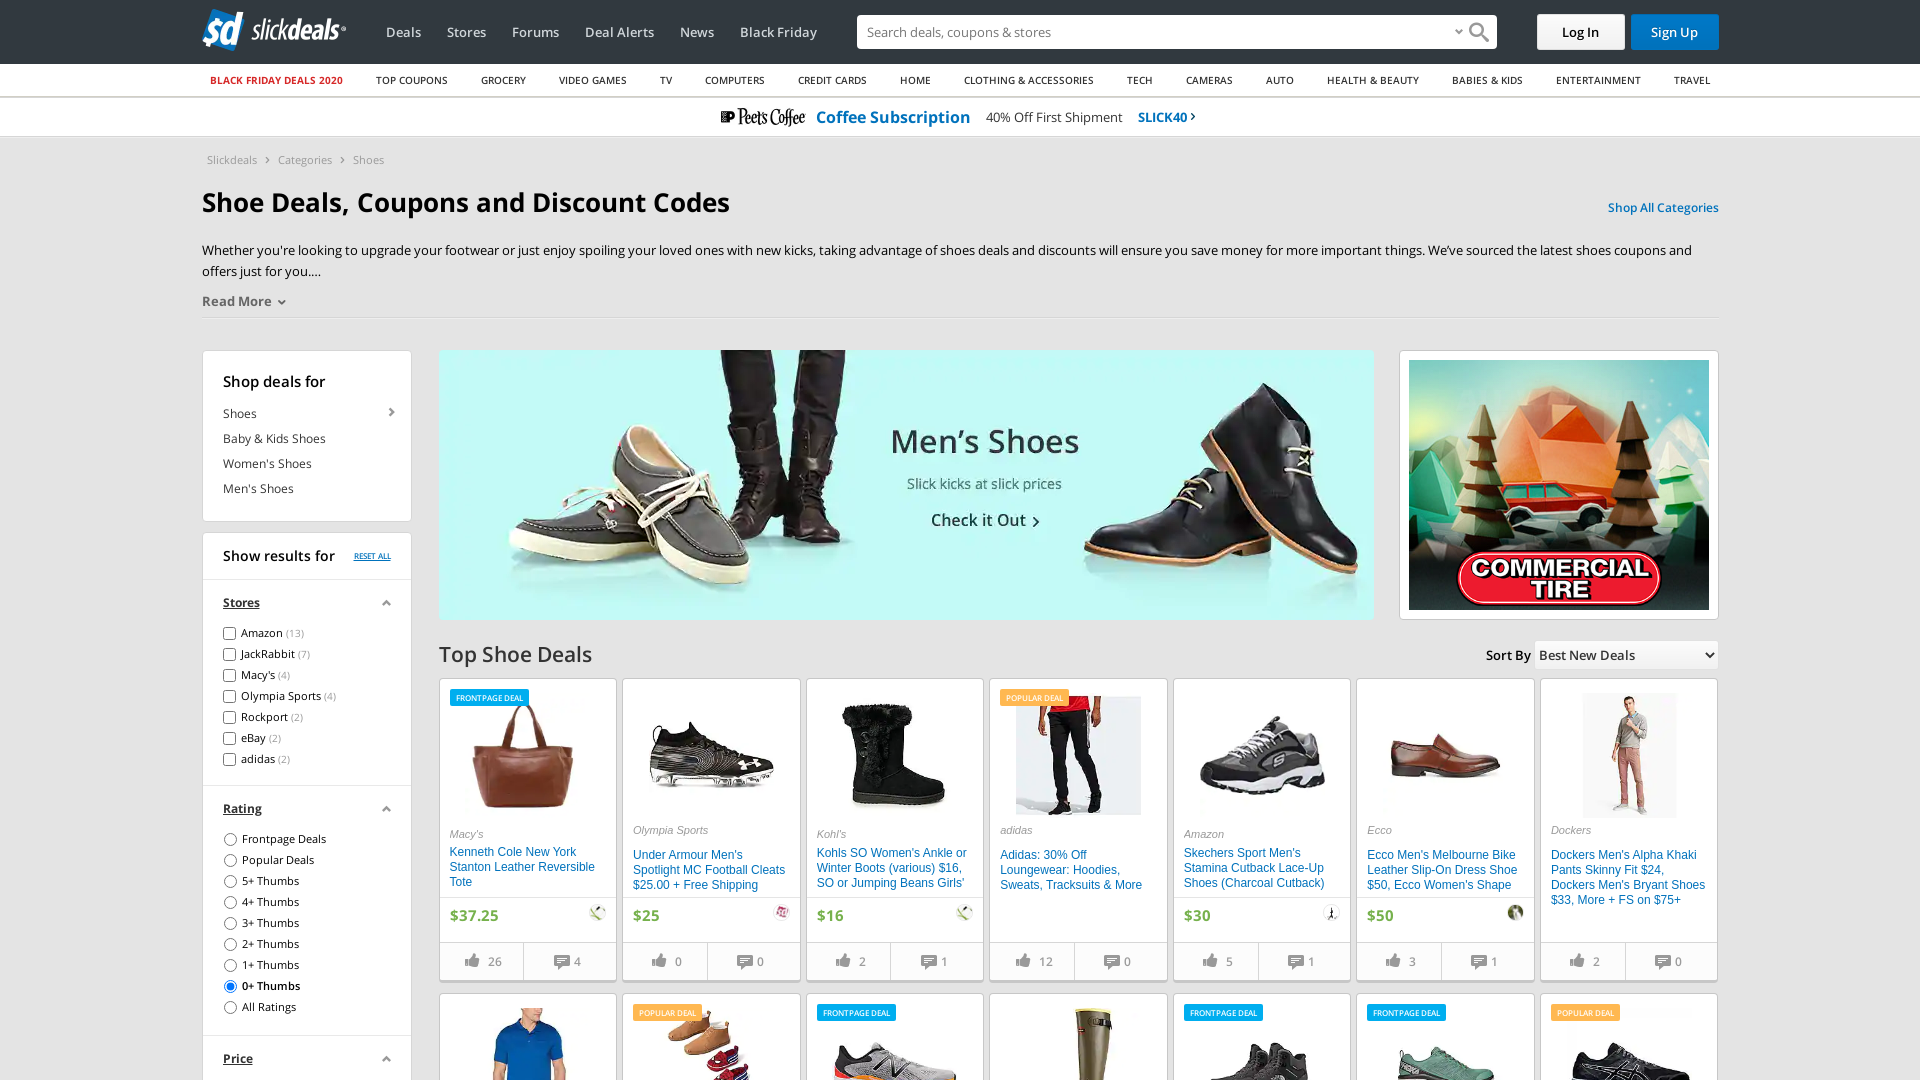 slickdeals
Deals
Stores
Forums
Deal Alerts
News
Black Friday
Search deals, coupons & stores
Log In
Sign Up
BLACK FRIDAY DEALS 2020
TOP COUPONS
GROCERY
VIDEO GAMES
TV
COMPUTERS
CREDIT CARDS
HOME
CLOTHING & ACCESSORIES
TECH
CAMERAS
AUTO
HEALTH & BEAUTY
BABIES & KIDS
ENTERTAINMENT
TRAVEL
Peet's Coffee Coffee Subscription 40% Off First Shipment SLICK40
Slickdeals > Categories > Shoes
Shoe Deals, Coupons and Discount Codes
Shop All Categories
Whether you're looking to upgrade your footwear or just enjoy spoiling your loved ones with new kicks, taking advantage of shoes deals and discounts will ensure you save money for more important things. We’ve sourced the latest shoes coupons and
offers just for you.…
Read More
Shop deals for
Shoes
Baby & Kids Shoes
Women's Shoes
Men's Shoes
Show results for
RESET ALL
Stores
Amazon (13)
JackRabbit (7)
Macy's (4)
Olympia Sports (4)
Rockport (2)
eBay (2)
adidas (2)
Rating
Frontpage Deals
Popular Deals
5+ Thumbs
4+ Thumbs
3+ Thumbs
2+ Thumbs
1+ Thumbs
0+ Thumbs
All Ratings
Price
Men’s Shoes
Slick kicks at slick prices
Check it Out >
COMMERCIAL
TIRE
Top Shoe Deals
Sort By Best New Deals
FRONTPAGE DEAL
Macy's
Kenneth Cole New York
Stanton Leather Reversible
Tote
$37.25
26
4
Olympia Sports
Under Armour Men's
Spotlight MC Football Cleats
$25.00 + Free Shipping
$25
0
0
Kohl's
Kohls SO Women's Ankle or
Winter Boots (various) $16,
SO or Jumping Beans Girls'
$16
2
1
POPULAR DEAL
adidas
Adidas: 30% Off
Loungewear: Hoodies,
Sweats, Tracksuits & More
12
0
Amazon
Skechers Sport Men's
Stamina Cutback Lace-Up
Shoes (Charcoal Cutback)
$30
5
1
Ecco
Ecco Men's Melbourne Bike
Leather Slip-On Dress Shoe
$50, Ecco Women's Shape
$50
3
1
Dockers
Dockers Men's Alpha Khaki
Pants Skinny Fit $24,
Dockers Men's Bryant Shoes
$33, More + FS on $75+
2
0
POPULAR DEAL
FRONTPAGE DEAL
FRONTPAGE DEAL
FRONTPAGE DEAL
POPULAR DEAL